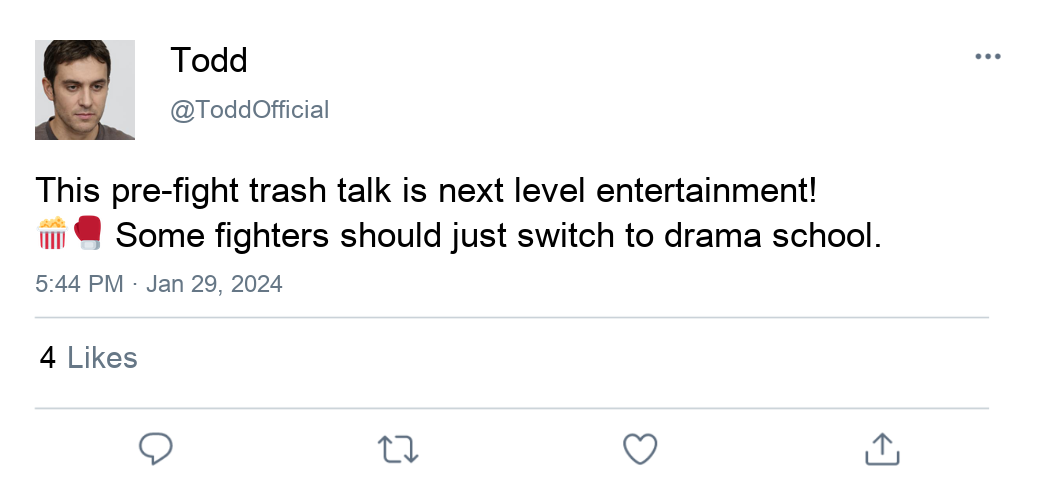 Todd
@ToddOfficial
This pre-fight trash talk is next level entertainment!
🍿🥊 Some fighters should just switch to drama school.
5:44 PM · Jan 29, 2024
4 Likes